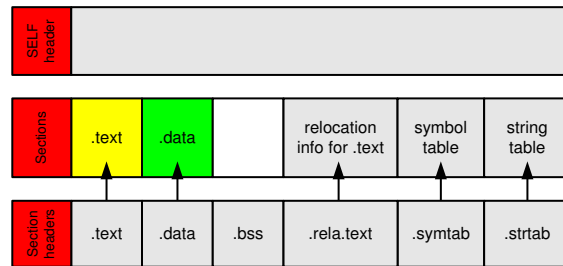 SELF
header
Sections
.text
.data
relocation
info for .text
symbol
table
string
table
Section
headers
.text
.data
.bss
.rela.text
.symtab
.strtab